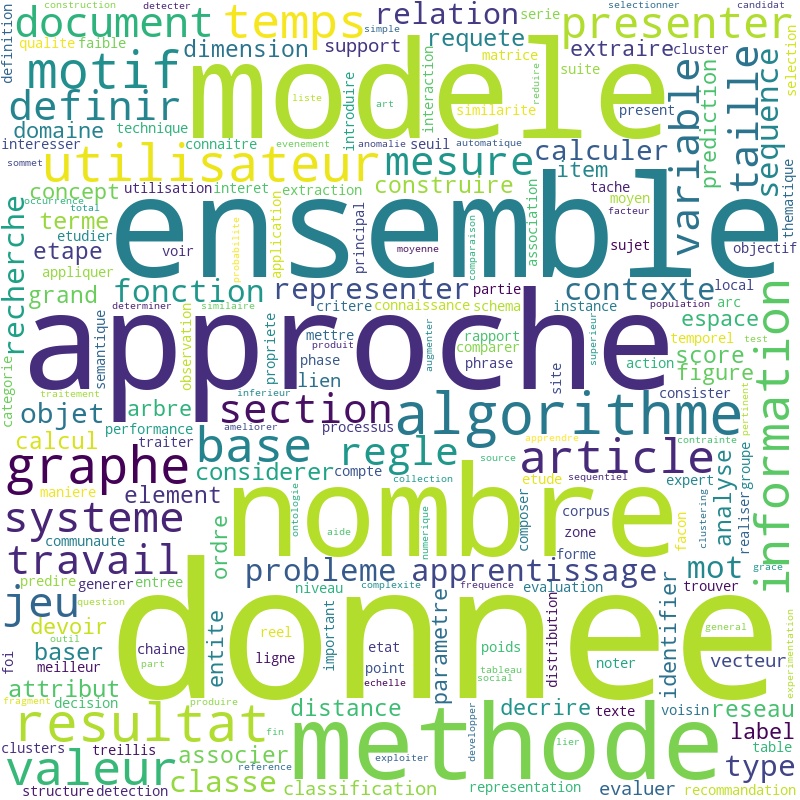 construction detecter serie simple selectionner candidat
document temps relation presenter
definition qualite faible dimension support requete extraire cluster
motif modele matrice suite
definir liste art interaction similarite reduire present selection
introduire
domaine technique connaitre evenement anomalie seuil automatique calculer variable prediction taille sequence
interesser utilisateur mesure item
sommet concept utilisation interet extraction construire tache moyen facteur
occurrence total terme etudier application principal comparaison association sujet objectif thematique
etape voir ensemble probabilite moyenne
recherche appliquer fonction representer partie contexte local
grand determiner similaire critere connaissance schema instance population arc espace
semantique observation propriete mettre produit augmenter rapport comparer superieur temporel test
categorie approche phase phrase action score
traitement lien site figure
objet arbre inferieur section algorithme consister information
performance ameliorer processus apprendre contrainte pertinent
calcul traiter base regle article
graphe considerer compte source etude sequentiel expert analyse realiser groupe
maniere element collection corpus clustering
systeme ordre ontologie aide nombre numerique composer zone facon
communaute forme
travail probleme apprentissage mot grace
predire generer entree niveau complexite frequence evaluation identifier trouver
jeu question donnee
devoir outil entite reel important parametre distribution general
foi baser chaine etat poids noter vecteur experimentation
meilleur part ligne point tableau
attribut decision echelle social texte voisin reseau
fragment produire distance decrire label
resultat fin methode developper lier table
clusters treillis associer exploiter type
valeur reference
structure detection classe classification representation evaluer recommandation